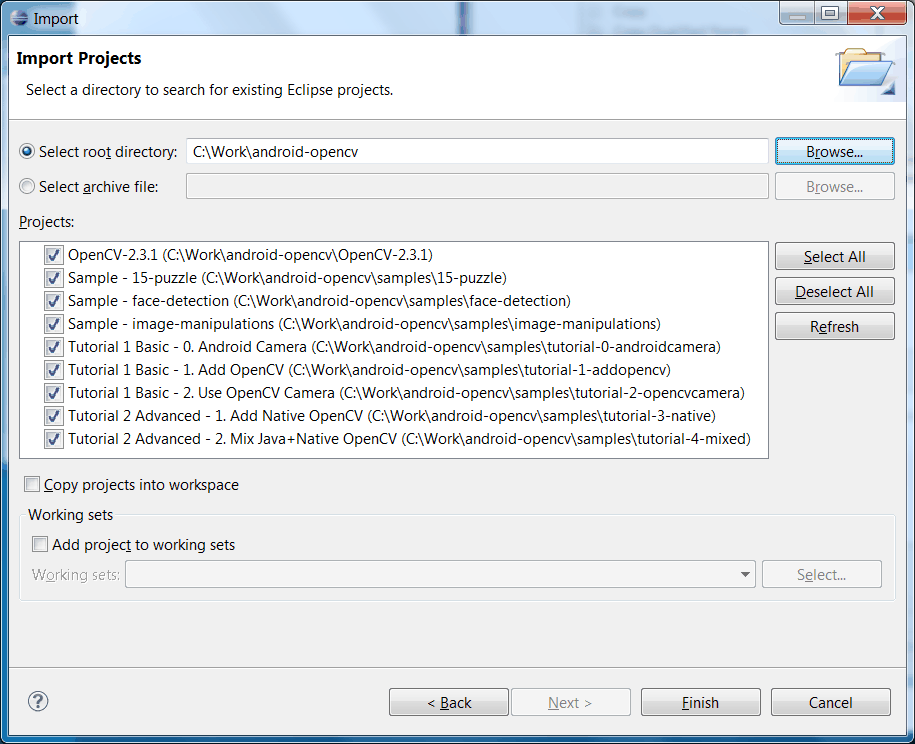 Import
Import Projects
Select a directory to search for existing Eclipse projects.
Select root directory: C:\Work\android-opencv Browse...
Select archive file: Browse...
Projects:
OpenCV-2.3.1 (C:\Work\android-opencv\OpenCV-2.3.1)
Sample - 15-puzzle (C:\Work\android-opencv\samples\15-puzzle)
Sample - face-detection (C:\Work\android-opencv\samples\face-detection)
Sample - image-manipulations (C:\Work\android-opencv\samples\image-manipulations)
Tutorial 1 Basic - 0. Android Camera (C:\Work\android-opencv\samples\tutorial-0-androidcamera)
Tutorial 1 Basic - 1. Add OpenCV (C:\Work\android-opencv\samples\tutorial-1-addopencv)
Tutorial 1 Basic - 2. Use OpenCV Camera (C:\Work\android-opencv\samples\tutorial-2-opencvcamera)
Tutorial 2 Advanced - 1. Add Native OpenCV (C:\Work\android-opencv\samples\tutorial-3-native)
Tutorial 2 Advanced - 2. Mix Java+Native OpenCV (C:\Work\android-opencv\samples\tutorial-4-mixed)
Select All
Deselect All
Refresh
Copy projects into workspace
Working sets
Add project to working sets
Working sets: Select...
? < Back Next > Finish Cancel